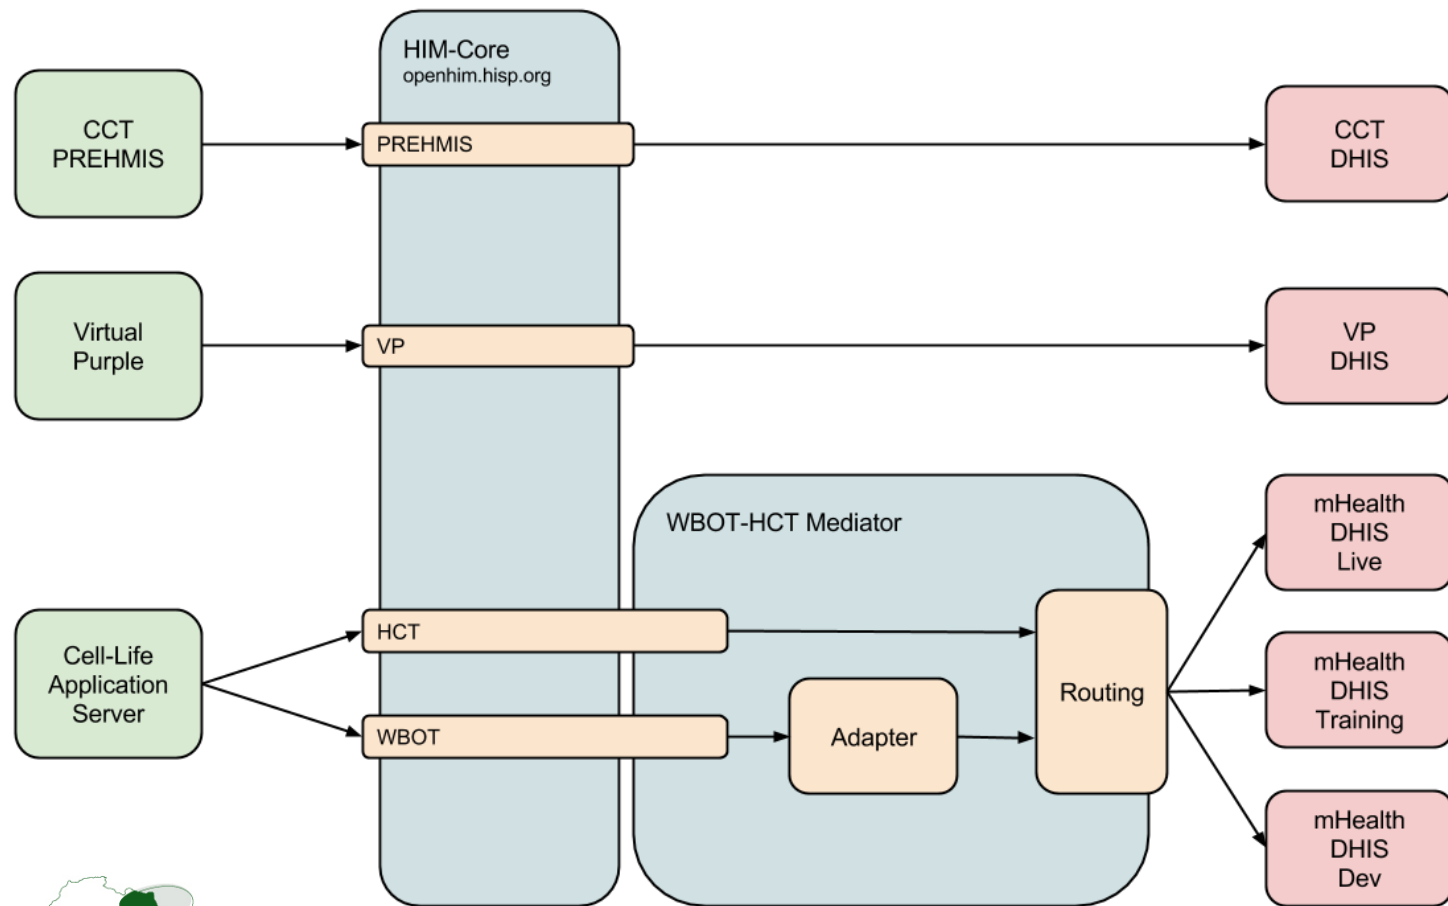 HIM-Core
openhim.hisp.org
CCT
PREHMIS
PREHMIS
CCT
DHIS
Virtual
Purple
VP
VP
DHIS
WBOT-HCT Mediator
mHealth
DHIS
Live
Cell-Life
Application
Server
HCT
WBOT
Adapter
Routing
mHealth
DHIS
Training
mHealth
DHIS
Dev